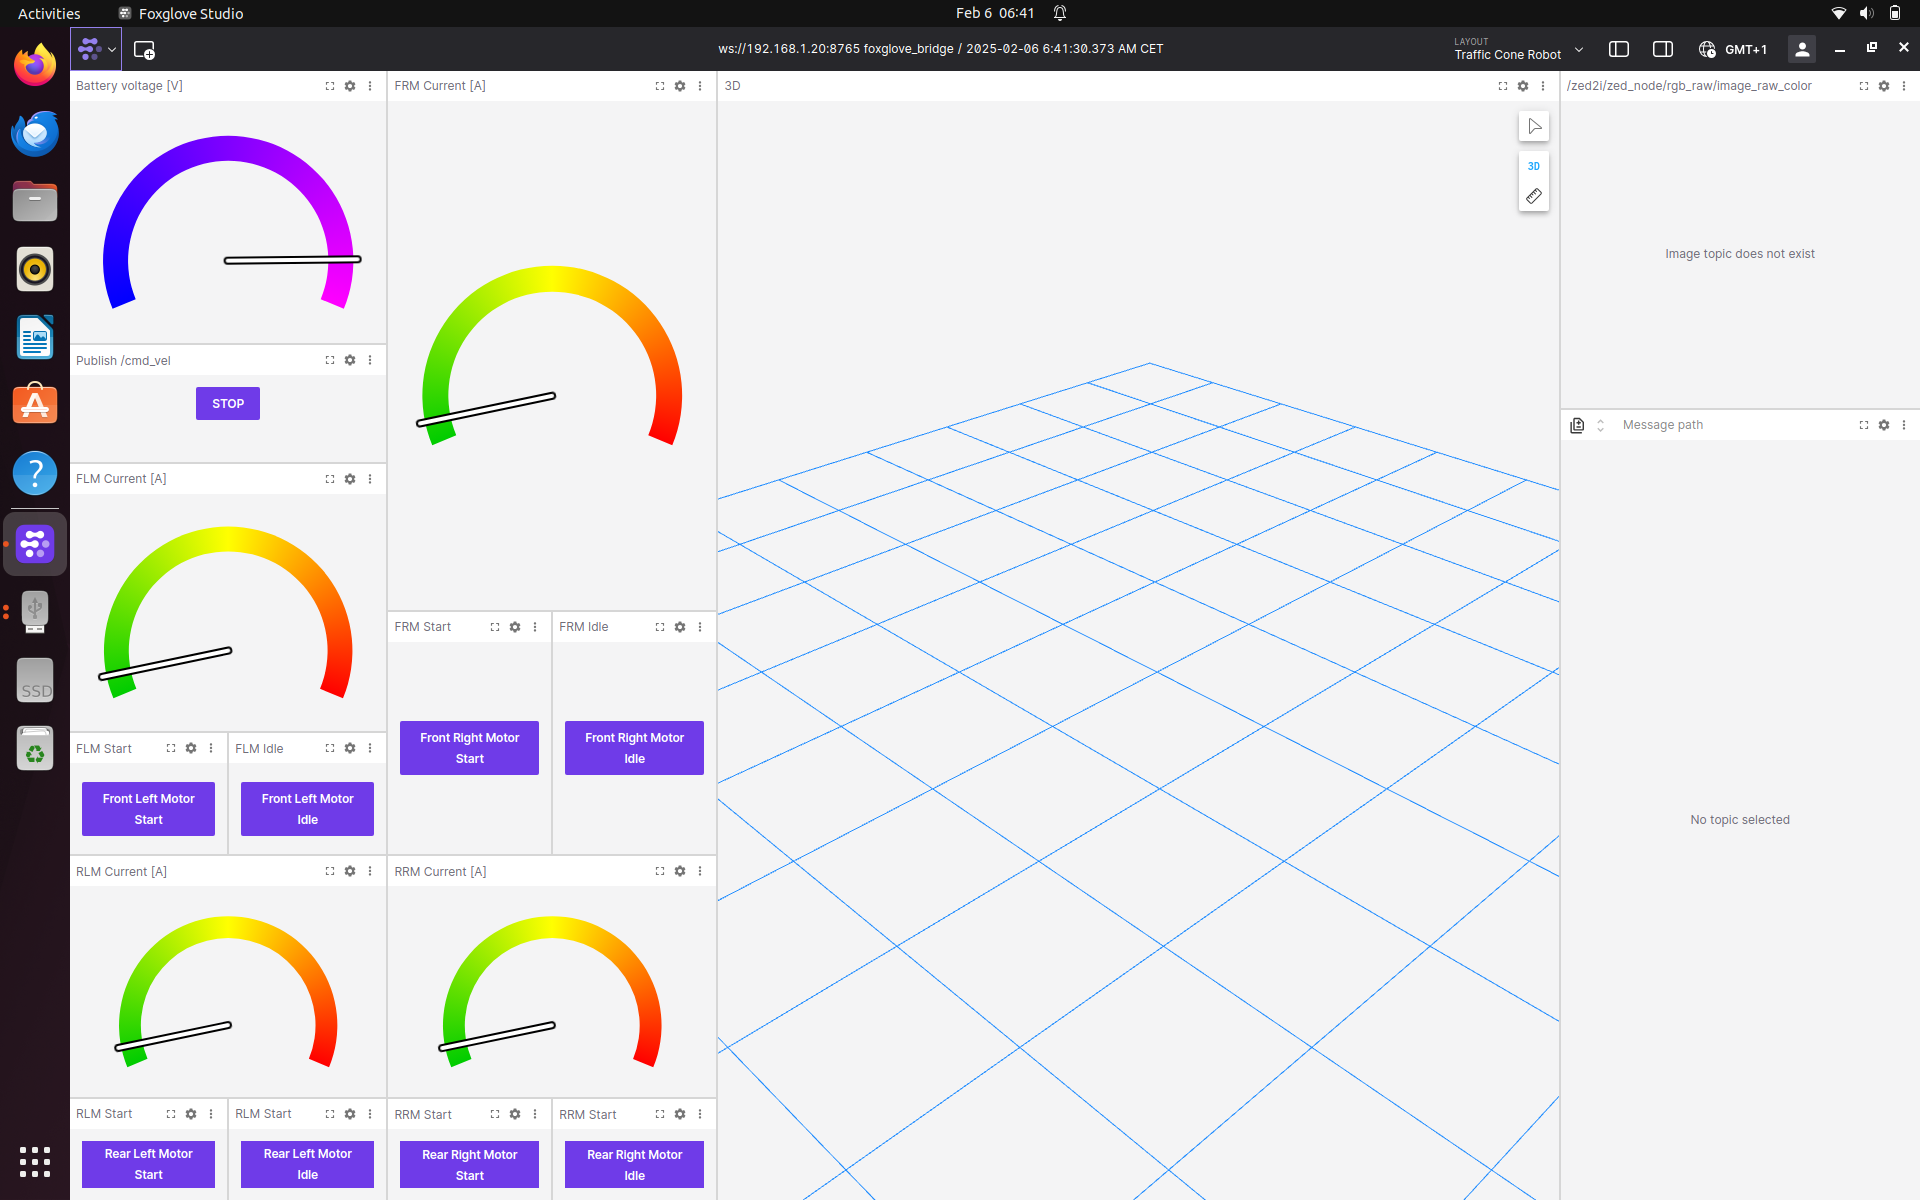 Activities
Foxglove Studio
Feb 6 06:41
ws://192.168.1.20:8765 foxglove_bridge / 2025-02-06 6:41:30.373 AM CET
LAYOUT
Traffic Cone Robot
GMT+1
Battery voltage [V]
FRM Current [A]
3D
/zed2i/zed_node/rgb_raw/image_raw_color
3D
Image topic does not exist
Publish /cmd_vel
STOP
Message path
FLM Current [A]
FRM Start
FRM Idle
SSD
Front Right Motor
Start
Front Right Motor
Idle
FLM Start
FLM Idle
Front Left Motor
Start
Front Left Motor
Idle
No topic selected
RLM Current [A]
RRM Current [A]
RLM Start
RLM Start
RRM Start
RRM Start
Rear Left Motor
Start
Rear Left Motor
Idle
Rear Right Motor
Start
Rear Right Motor
Idle